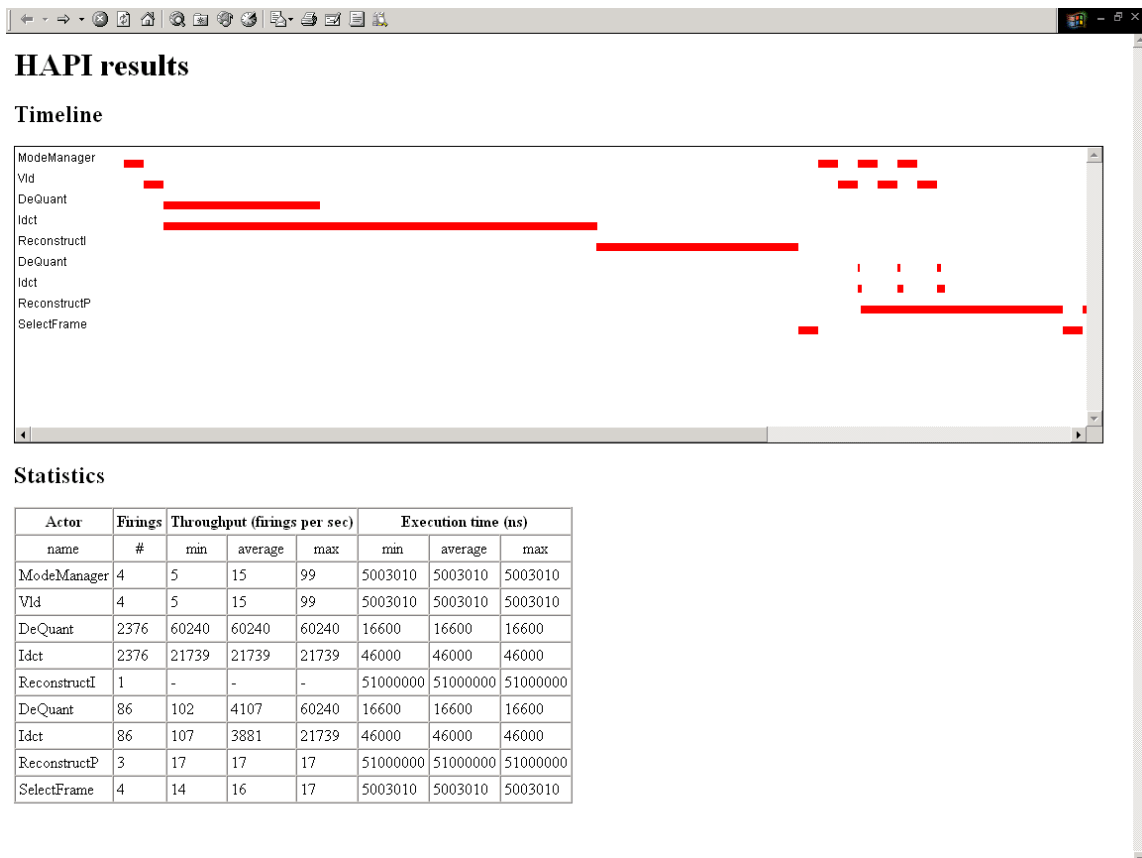 HAPI results
Timeline
ModeManager
Vld
DeQuant
Idct
ReconstructI
DeQuant
Idct
ReconstructP
SelectFrame
Statistics
Actor Firings Throughput (firings per sec) Execution time (ns)
name # min average max min average max
ModeManager 4 5 15 99 5003010 5003010 5003010
Vld 4 5 15 99 5003010 5003010 5003010
DeQuant 2376 60240 60240 60240 16600 16600 16600
Idct 2376 21739 21739 21739 46000 46000 46000
ReconstructI 1 - - - 51000000 51000000 51000000
DeQuant 86 102 4107 60240 16600 16600 16600
Idct 86 107 3881 21739 46000 46000 46000
ReconstructP 3 17 17 17 51000000 51000000 51000000
SelectFrame 4 14 16 17 5003010 5003010 5003010